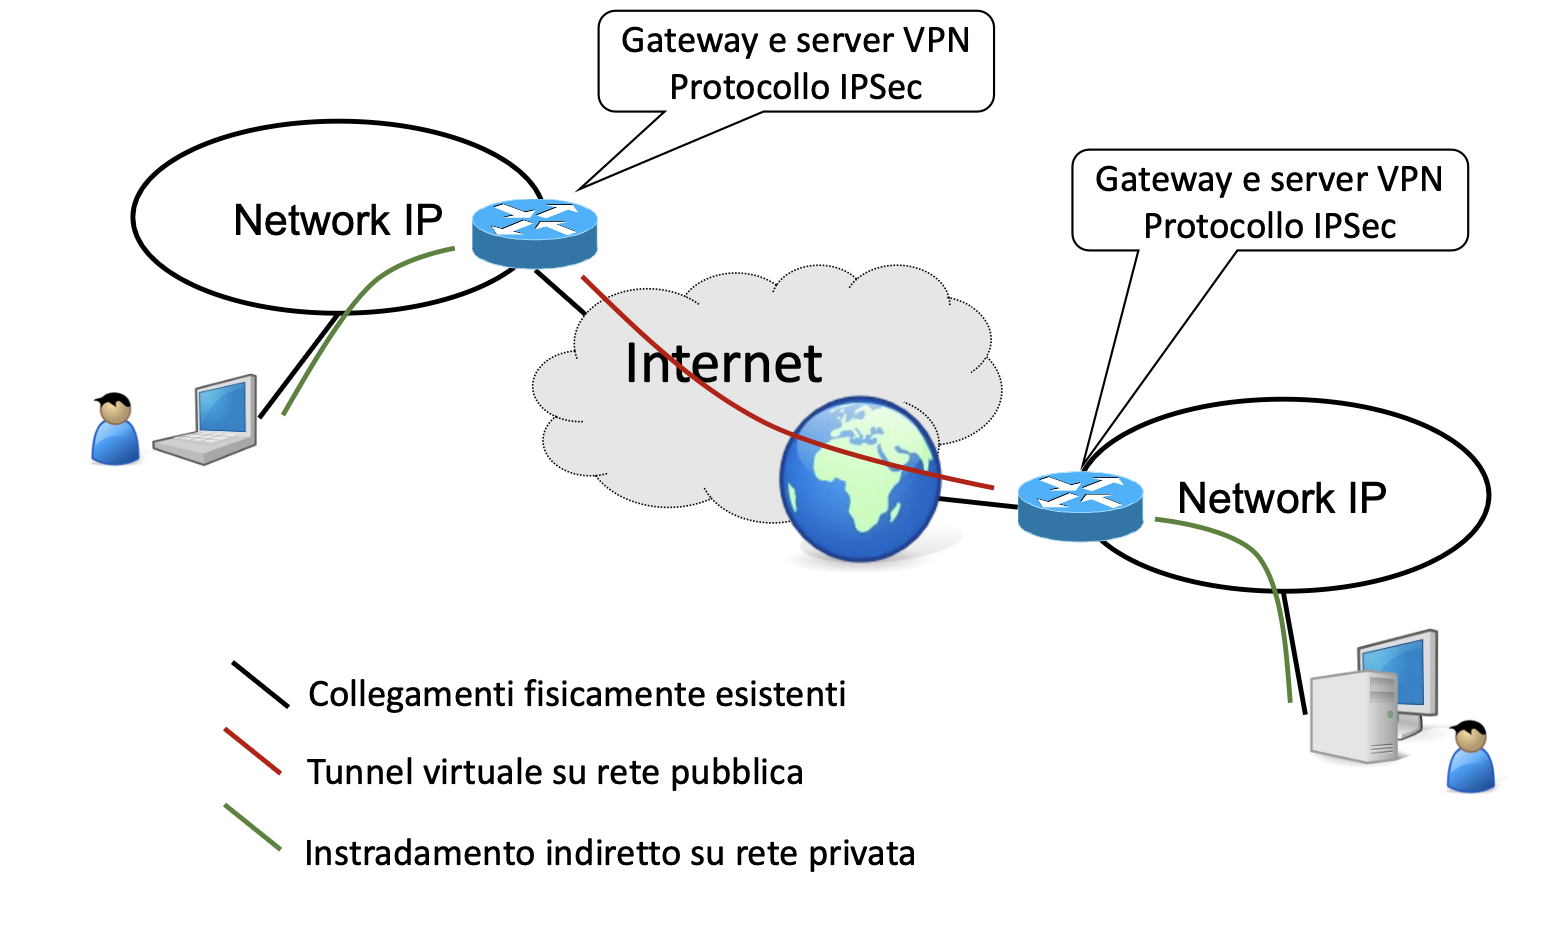 Gateway e server VPN
Protocollo IPSec
Gateway e server VPN
Protocollo IPSec
Network IP
Internet
Network IP
Collegamenti fisicamente esistenti
Tunnel virtuale su rete pubblica
Instradamento indiretto su rete privata